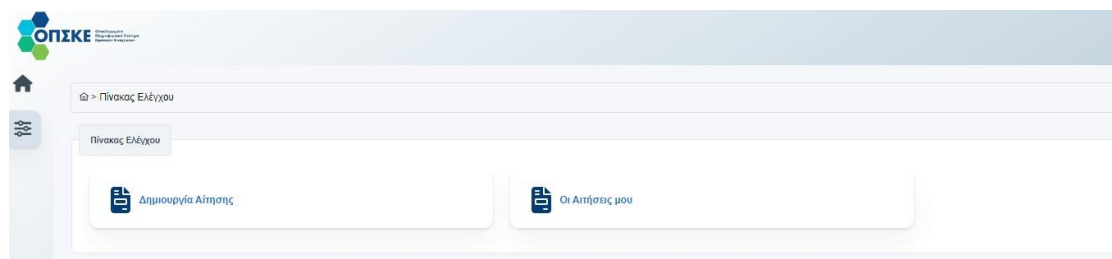 ΟΠΣΚΕ
> Πίνακας Ελέγχου
Πίνακας Ελέγχου
Δημιουργία Αίτησης
Οι Αιτήσεις μου